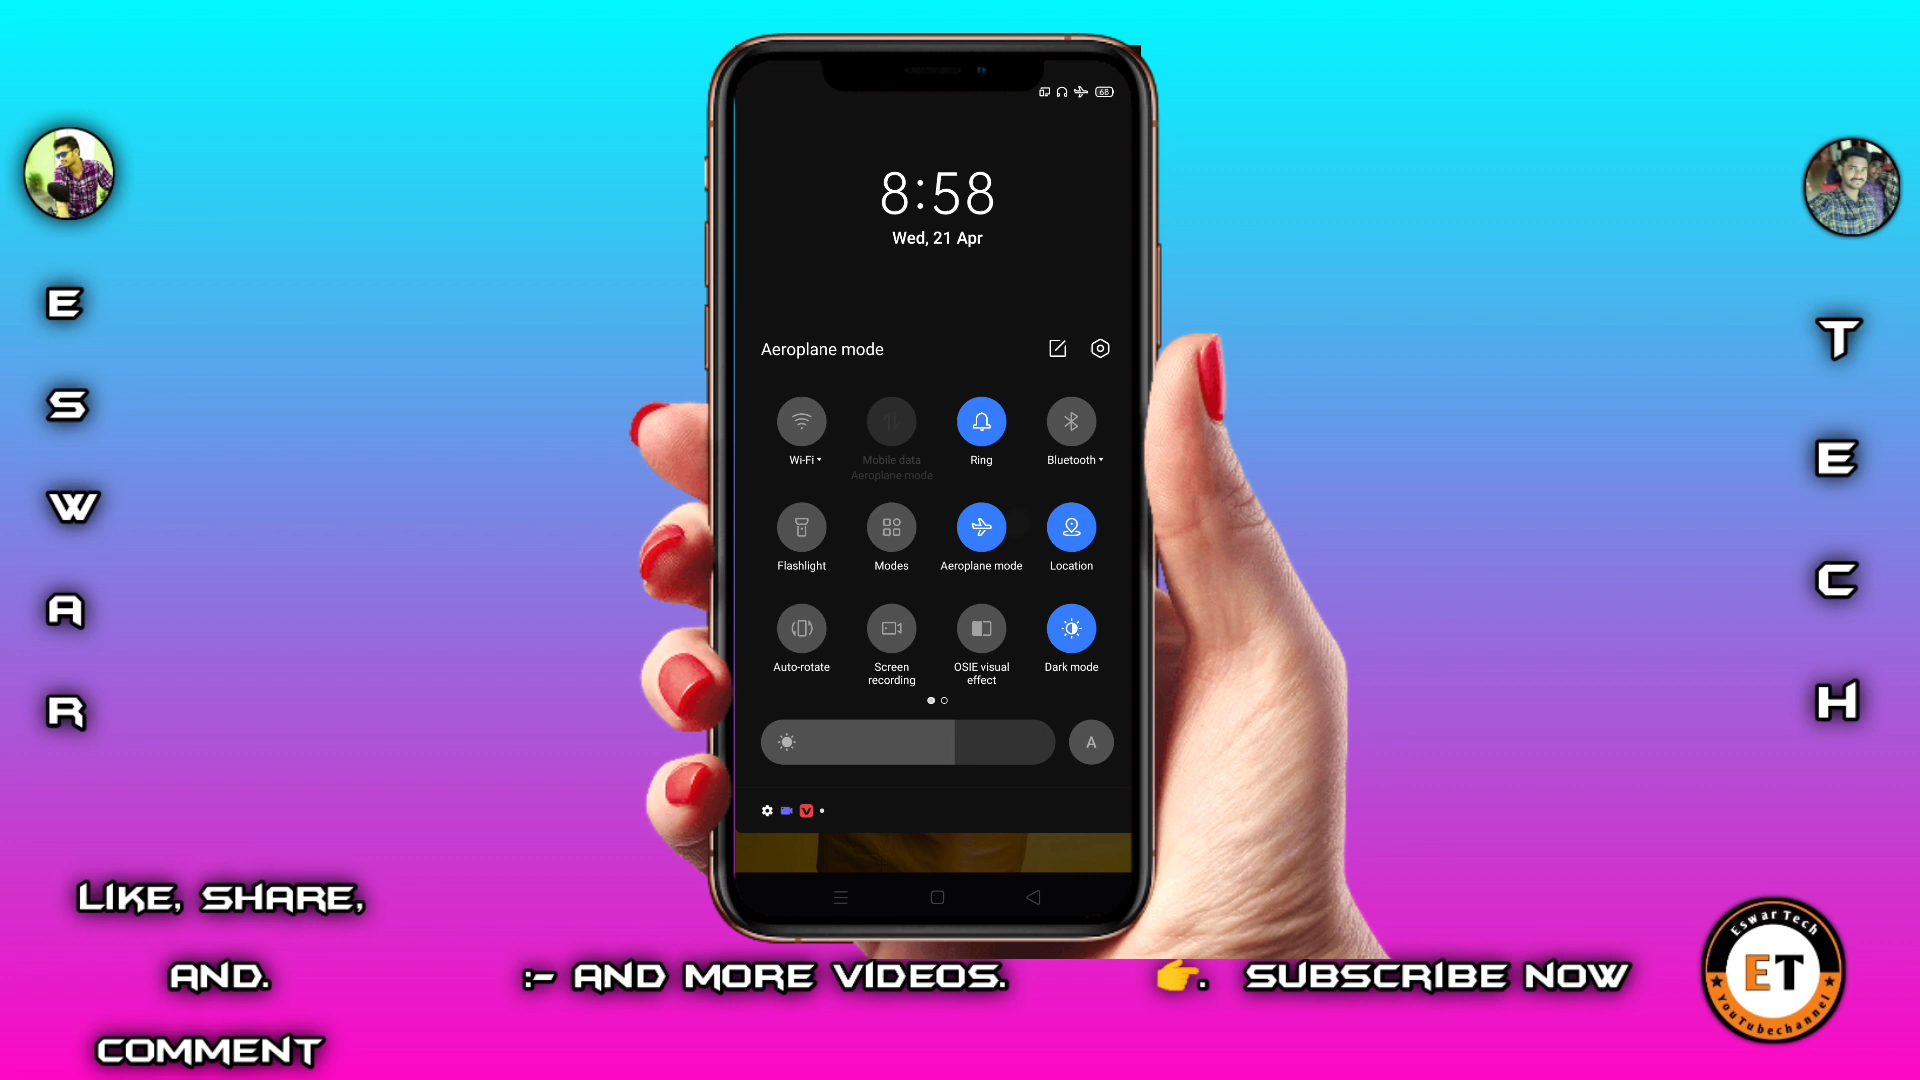 68
8:58
Wed, 21 Apr
Aeroplane mode
Wi-Fi
Mobile data
Aeroplane mode
Ring
Bluetooth
Flashlight
Modes
Aeroplane mode
Location
Auto-rotate
Screen
recording
OSIE visual
effect
Dark mode
A
E
S
W
A
R
T
E
C
H
LIKE, SHARE,
AND.
COMMENT
:- AND MORE VIDEOS.
👉. SUBSCRIBE NOW
Eswar Tech
ET
YouTubechannel